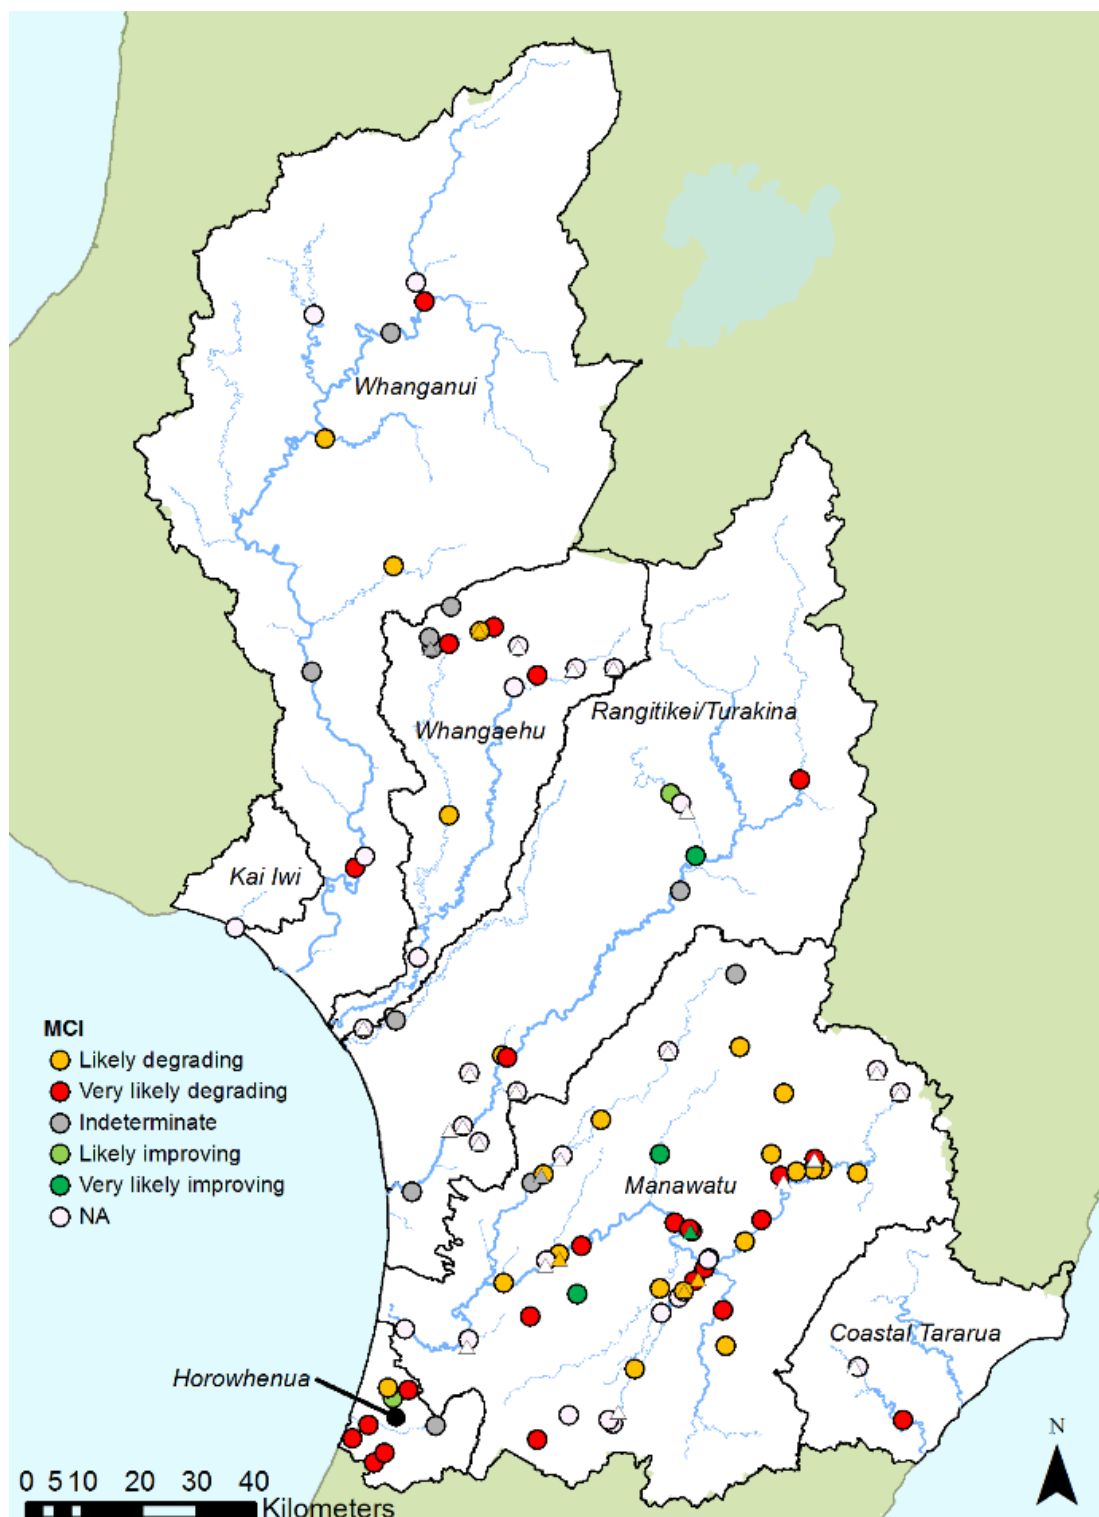 Whanganui
Rangitikei/Turakina
Whangaehu
Kai Iwi
MCI
Likely degrading
Very likely degrading
Indeterminate
Likely improving
Very likely improving
NA
Manawatu
Coastal Tararua
Horowhenua
N
0 5 10 20 30 40
Kilometers